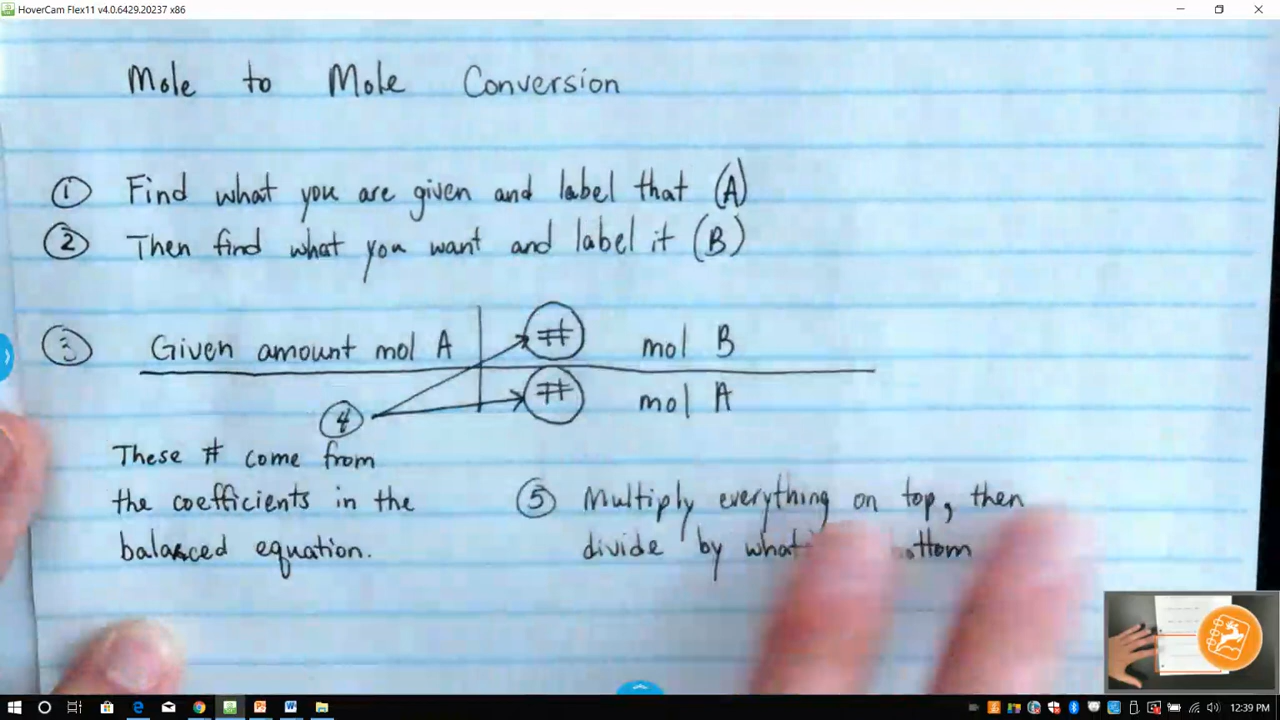 HoverCam Flex11 v4.0.6429.20237 x86
Mole to Mole Conversion
① Find what you are given and label that (A)
② Then find what you want and label it (B)
③ Given amount mol A # mol B
# mol A
④
These # come from
the coefficients in the
balanced equation.
⑤ Multiply everything on top, then
divide by what bottom
12:39 PM